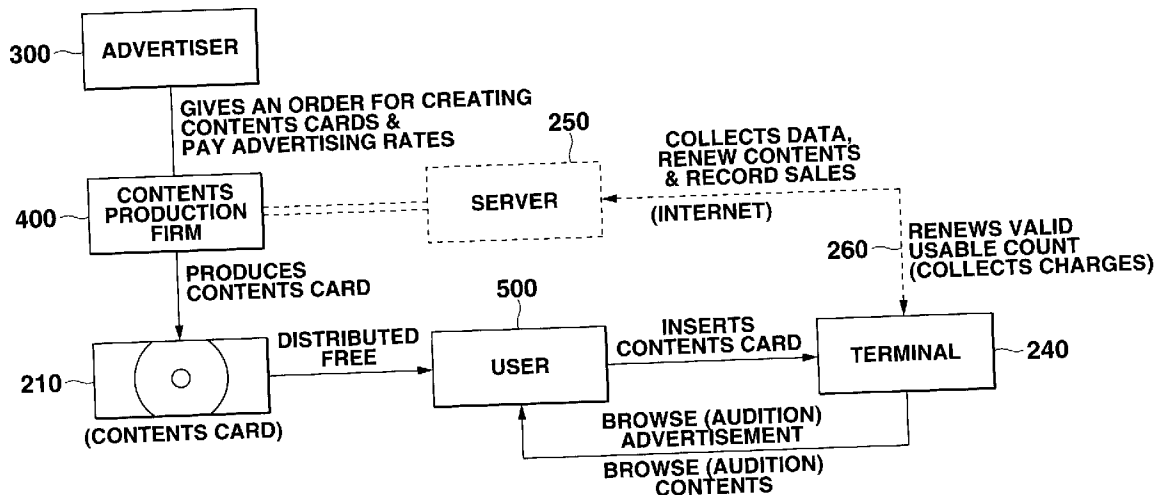 300
ADVERTISER
GIVES AN ORDER FOR CREATING
CONTENTS CARDS &
PAY ADVERTISING RATES
400
CONTENTS
PRODUCTION
FIRM
250
SERVER
COLLECTS DATA,
RENEW CONTENTS
& RECORD SALES
(INTERNET)
260
RENEWS VALID
USABLE COUNT
(COLLECTS CHARGES)
PRODUCES
CONTENTS CARD
210
(CONTENTS CARD)
DISTRIBUTED
FREE
500
USER
INSERTS
CONTENTS CARD
TERMINAL
240
BROWSE (AUDITION)
ADVERTISEMENT
BROWSE (AUDITION)
CONTENTS